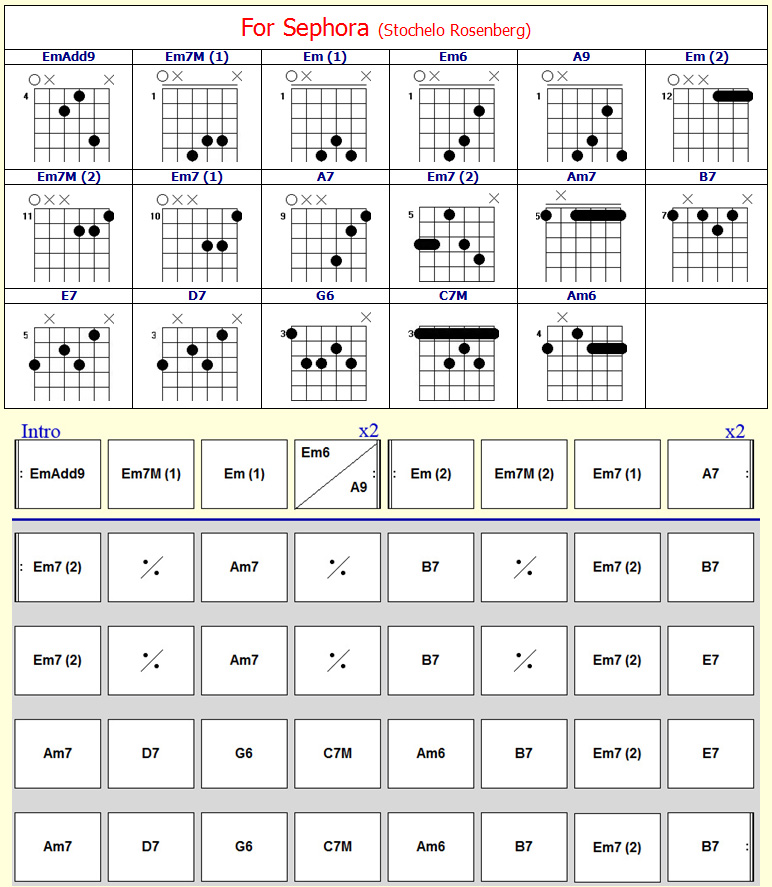 For Sephora (Stochelo Rosenberg)
EmAdd9 Em7M (1) Em (1) Em6 A9 Em (2)
4 1 1 1 1 12
Em7M (2) Em7 (1) A7 Em7 (2) Am7 B7
11 10 9 5 5 7
E7 D7 G6 C7M Am6
5 3 3 3 4
Intro x2 x2
: EmAdd9 Em7M (1) Em (1) Em6 A9 : : Em (2) Em7M (2) Em7 (1) A7 :
: Em7 (2) ٪ Am7 ٪ B7 ٪ Em7 (2) B7
Em7 (2) ٪ Am7 ٪ B7 ٪ Em7 (2) E7
Am7 D7 G6 C7M Am6 B7 Em7 (2) E7
Am7 D7 G6 C7M Am6 B7 Em7 (2) B7 :